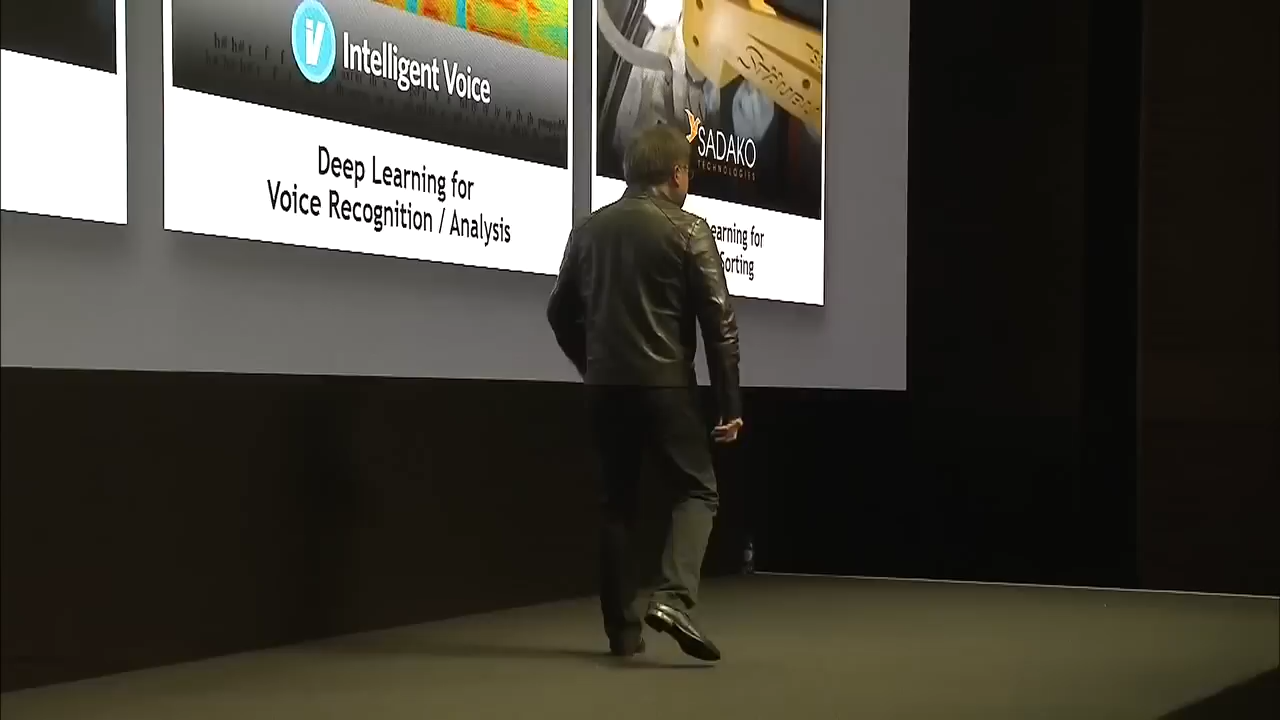 Intelligent Voice
Deep Learning for
Voice Recognition / Analysis
SADAKO
TECHNOLOGIES
earning for
Sorting